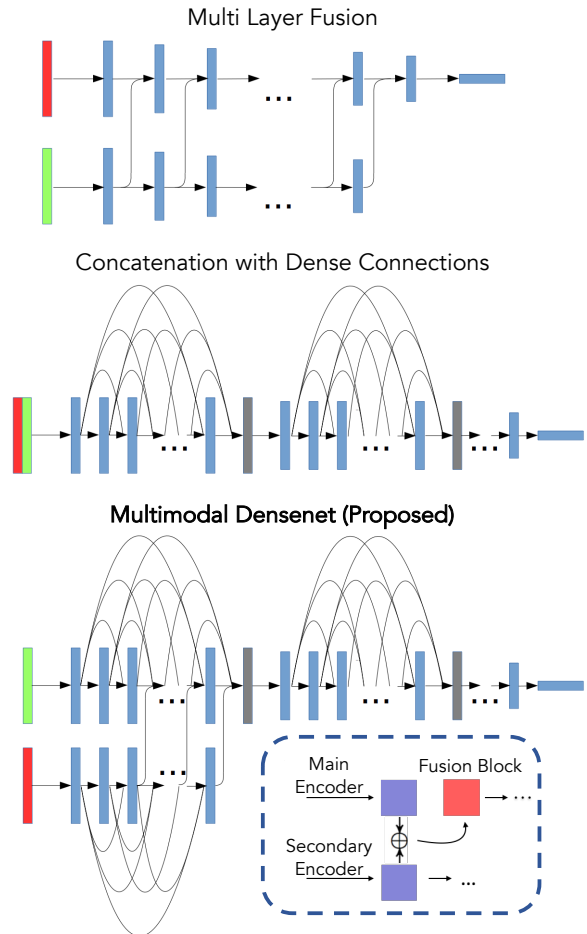 Multi Layer Fusion
...
...
Concatenation with Dense Connections
...
...
...
Multimodal Densenet (Proposed)
...
...
...
...
Main
Encoder
Fusion Block
...
Secondary
Encoder
...